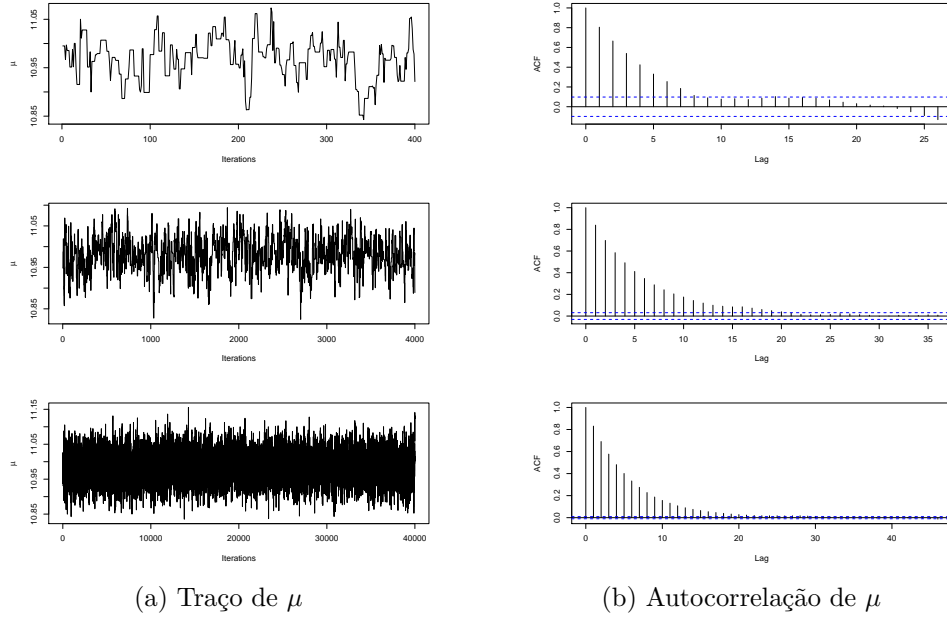 11.05
10.95
10.85
μ
0 100 200 300 400
Iterations
1.0
0.8
0.6
0.4
0.2
0.0
ACF
0 5 10 15 20 25
Lag
11.05
10.95
10.85
μ
0 1000 2000 3000 4000
Iterations
1.0
0.8
0.6
0.4
0.2
0.0
ACF
0 5 10 15 20 25 30 35
Lag
11.15
11.05
10.95
10.85
μ
0 10000 20000 30000 40000
Iterations
1.0
0.8
0.6
0.4
0.2
0.0
ACF
0 10 20 30 40
Lag
(a) Traço de μ
(b) Autocorrelação de μ